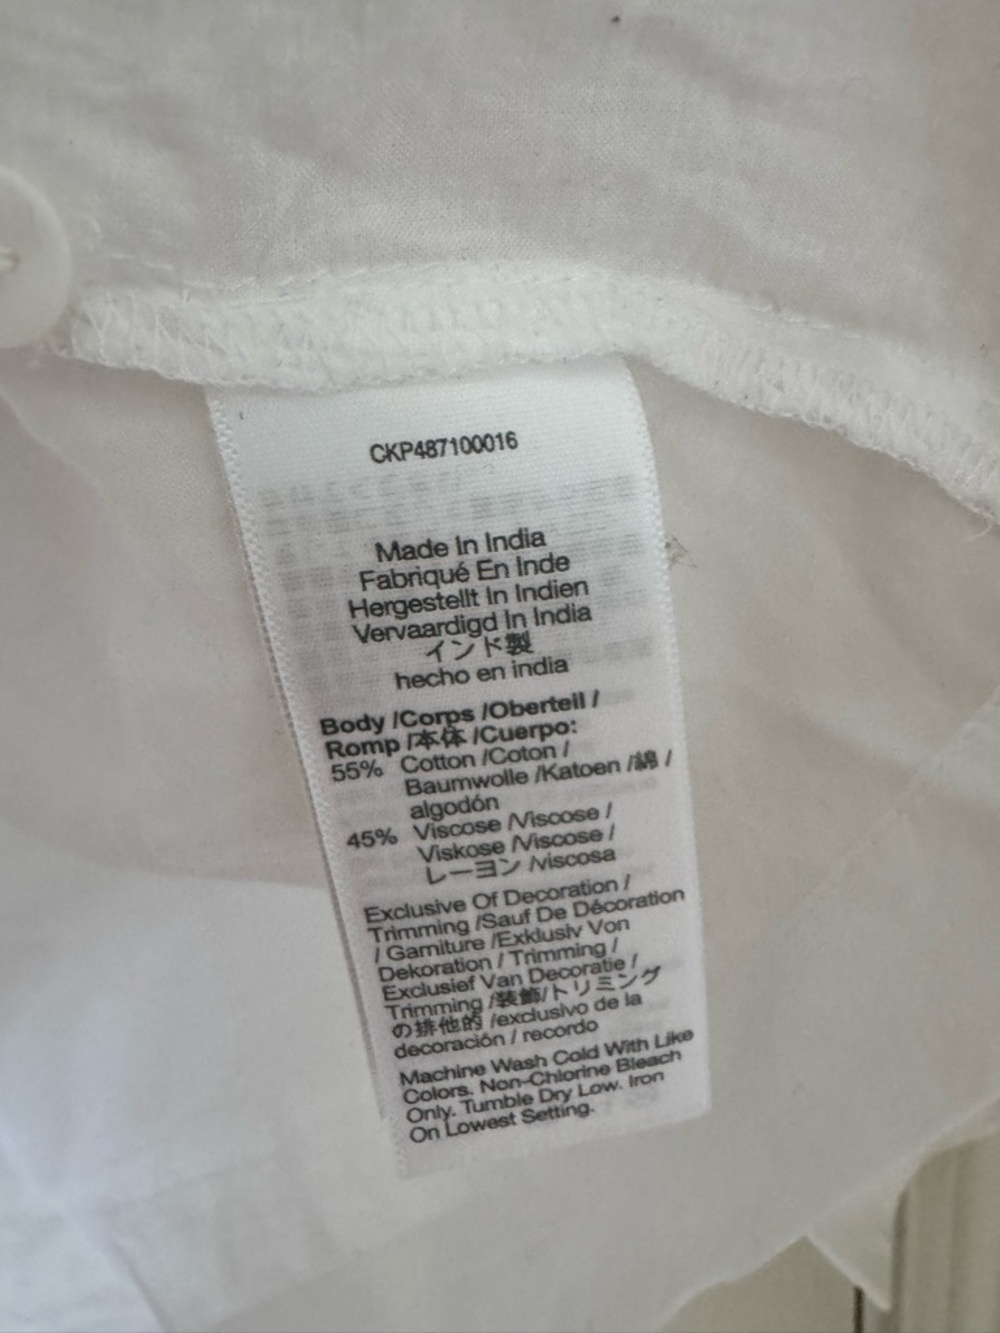 CKP487100016
Made In India
Fabriqué En Inde
Hergestellt In Indien
Vervaardigd In India
インド製
hecho en india
Body /Corps /Oberteil /
Romp /本体 /Cuerpo:
55% Cotton /Coton /
Baumwolle /Katoen /綿 /
algodón
45% Viscose /Viscose /
Viskose /Viscose /
レーヨン /viscosa
Exclusive Of Decoration /
Trimming /Sauf De Décoration
/ Garniture /Exklusiv Von
Dekoration / Trimming /
Exclusief Van Decoratie /
Trimming /装飾/トリミング
の排他的 /exclusivo de la
decoración / recordo
Machine Wash Cold With Like
Colors. Non-Chlorine Bleach
Only. Tumble Dry Low. Iron
On Lowest Setting.